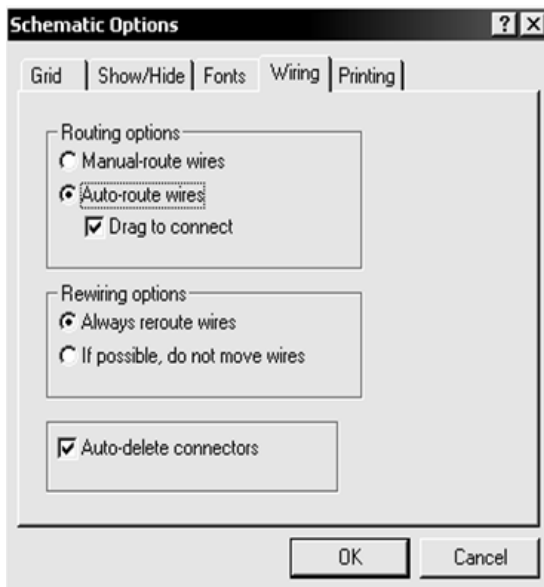 Schematic Options
Grid Show/Hide Fonts Wiring Printing
Routing options
Manual-route wires
Auto-route wires
Drag to connect
Rewiring options
Always reroute wires
If possible, do not move wires
Auto-delete connectors
OK Cancel